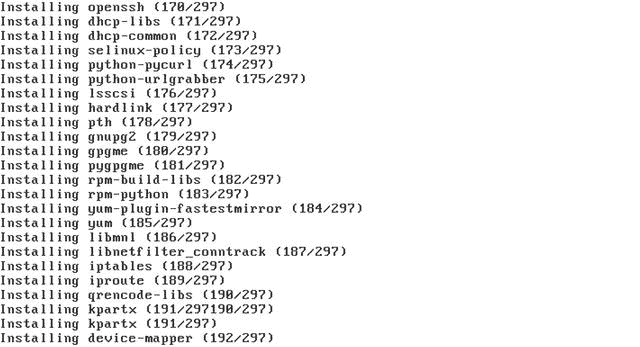 Installing openssh (170/297)
Installing dhcp-libs (171/297)
Installing dhcp-common (172/297)
Installing selinux-policy (173/297)
Installing python-pycurl (174/297)
Installing python-urlgrabber (175/297)
Installing lsscsi (176/297)
Installing hardlink (177/297)
Installing pth (178/297)
Installing gnupg2 (179/297)
Installing gpgme (180/297)
Installing pygpgme (181/297)
Installing rpm-build-libs (182/297)
Installing rpm-python (183/297)
Installing yum-plugin-fastestmirror (184/297)
Installing yum (185/297)
Installing libmnl (186/297)
Installing libnetfilter_conntrack (187/297)
Installing iptables (188/297)
Installing iproute (189/297)
Installing qrencode-libs (190/297)
Installing kpartx (191/297190/297)
Installing kpartx (191/297)
Installing device-mapper (192/297)